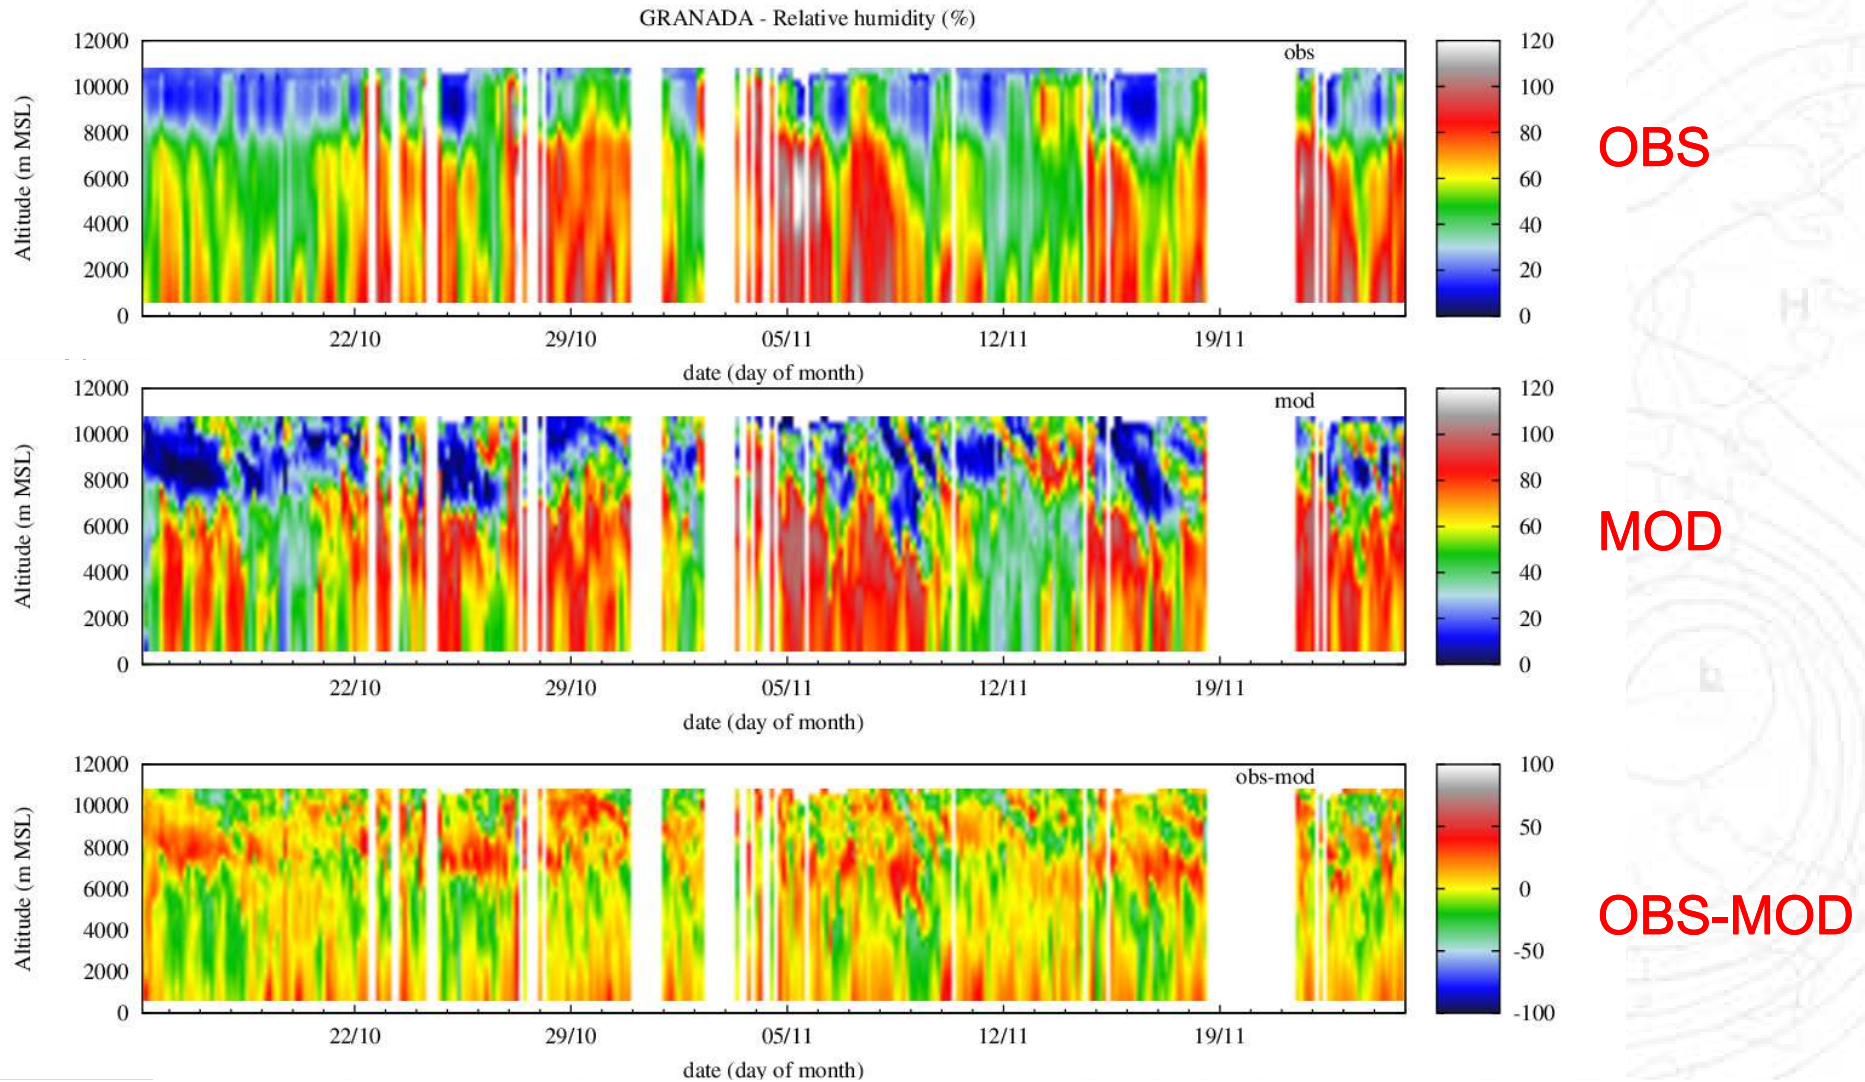 GRANADA - Relative humidity (%)
12000
10000
8000
6000
4000
2000
0
Altitude (m MSL)
obs
22/10 29/10 05/11 12/11 19/11
date (day of month)
120
100
80
60
40
20
0
OBS
12000
10000
8000
6000
4000
2000
0
Altitude (m MSL)
mod
22/10 29/10 05/11 12/11 19/11
date (day of month)
120
100
80
60
40
20
0
MOD
12000
10000
8000
6000
4000
2000
0
Altitude (m MSL)
obs-mod
22/10 29/10 05/11 12/11 19/11
date (day of month)
100
50
0
-50
-100
OBS-MOD
H